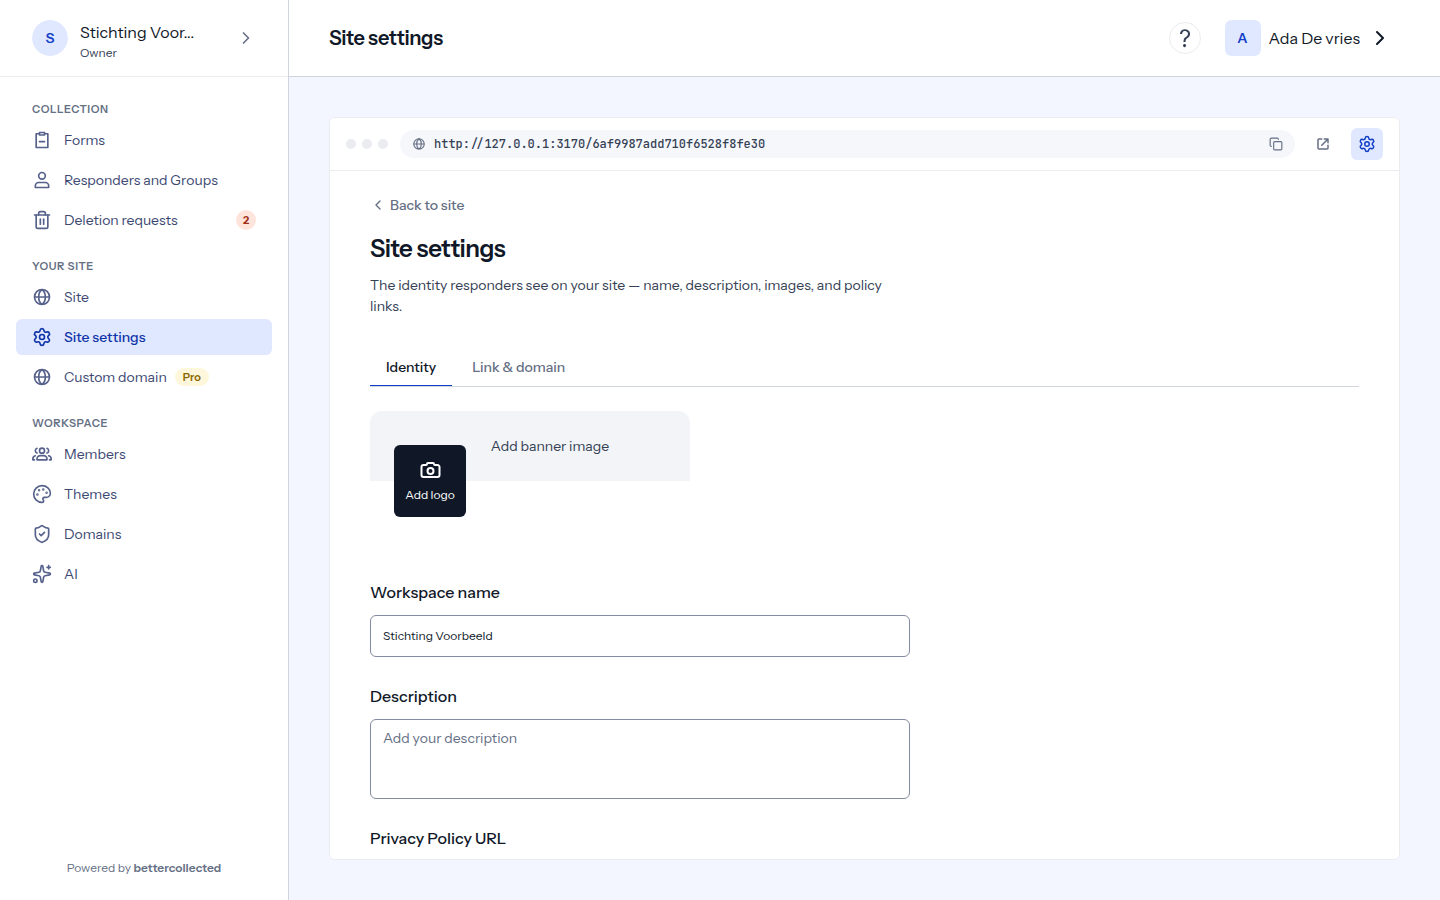 S
Stichting Voor...
Owner
Site settings
?
A
Ada De vries
COLLECTION
Forms
Responders and Groups
Deletion requests
2
YOUR SITE
Site
Site settings
Custom domain
Pro
WORKSPACE
Members
Themes
Domains
AI
Powered by bettercollected
http://127.0.0.1:3170/6af9987add710f6528f8fe30
Back to site
Site settings
The identity responders see on your site — name, description, images, and policy
links.
Identity
Link & domain
Add banner image
Add logo
Workspace name
Stichting Voorbeeld
Description
Add your description
Privacy Policy URL